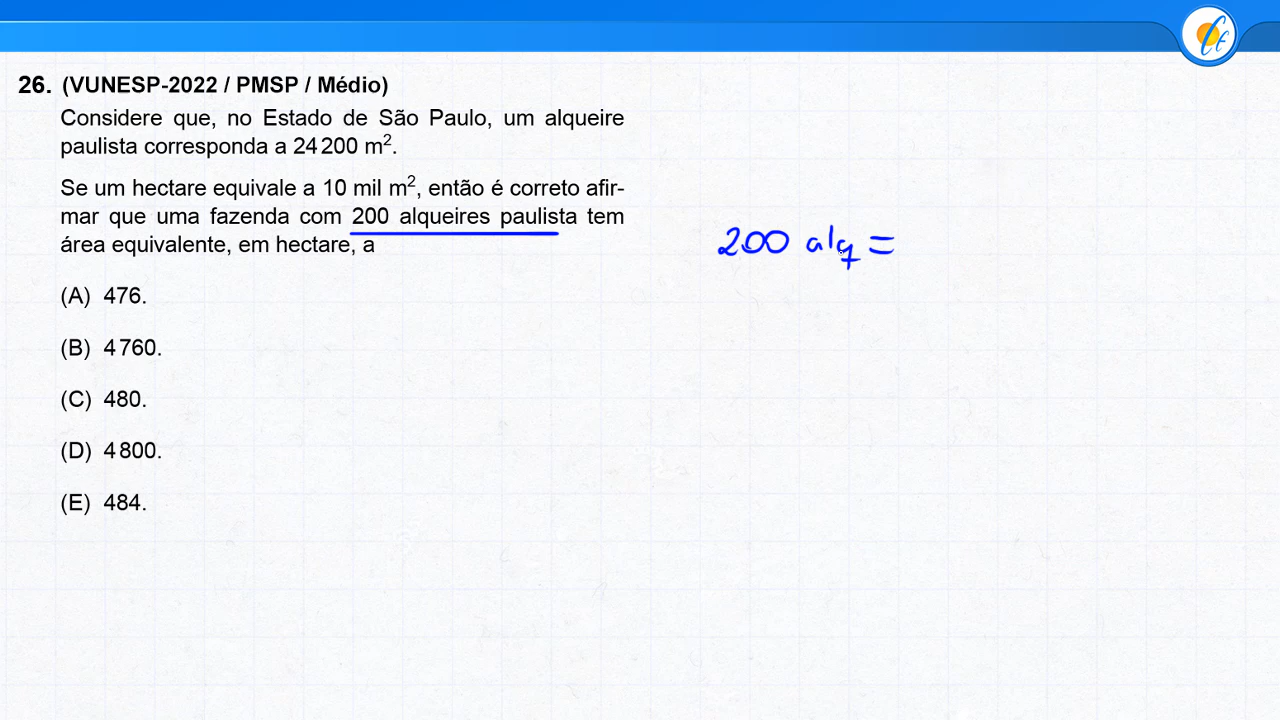 26. (VUNESP-2022 / PMSP / Médio)
Considere que, no Estado de São Paulo, um alqueire
paulista corresponda a 24 200 m².
Se um hectare equivale a 10 mil m², então é correto afir-
mar que uma fazenda com 200 alqueires paulista tem
área equivalente, em hectare, a
200 alq =
(A) 476.
(B) 4 760.
(C) 480.
(D) 4 800.
(E) 484.